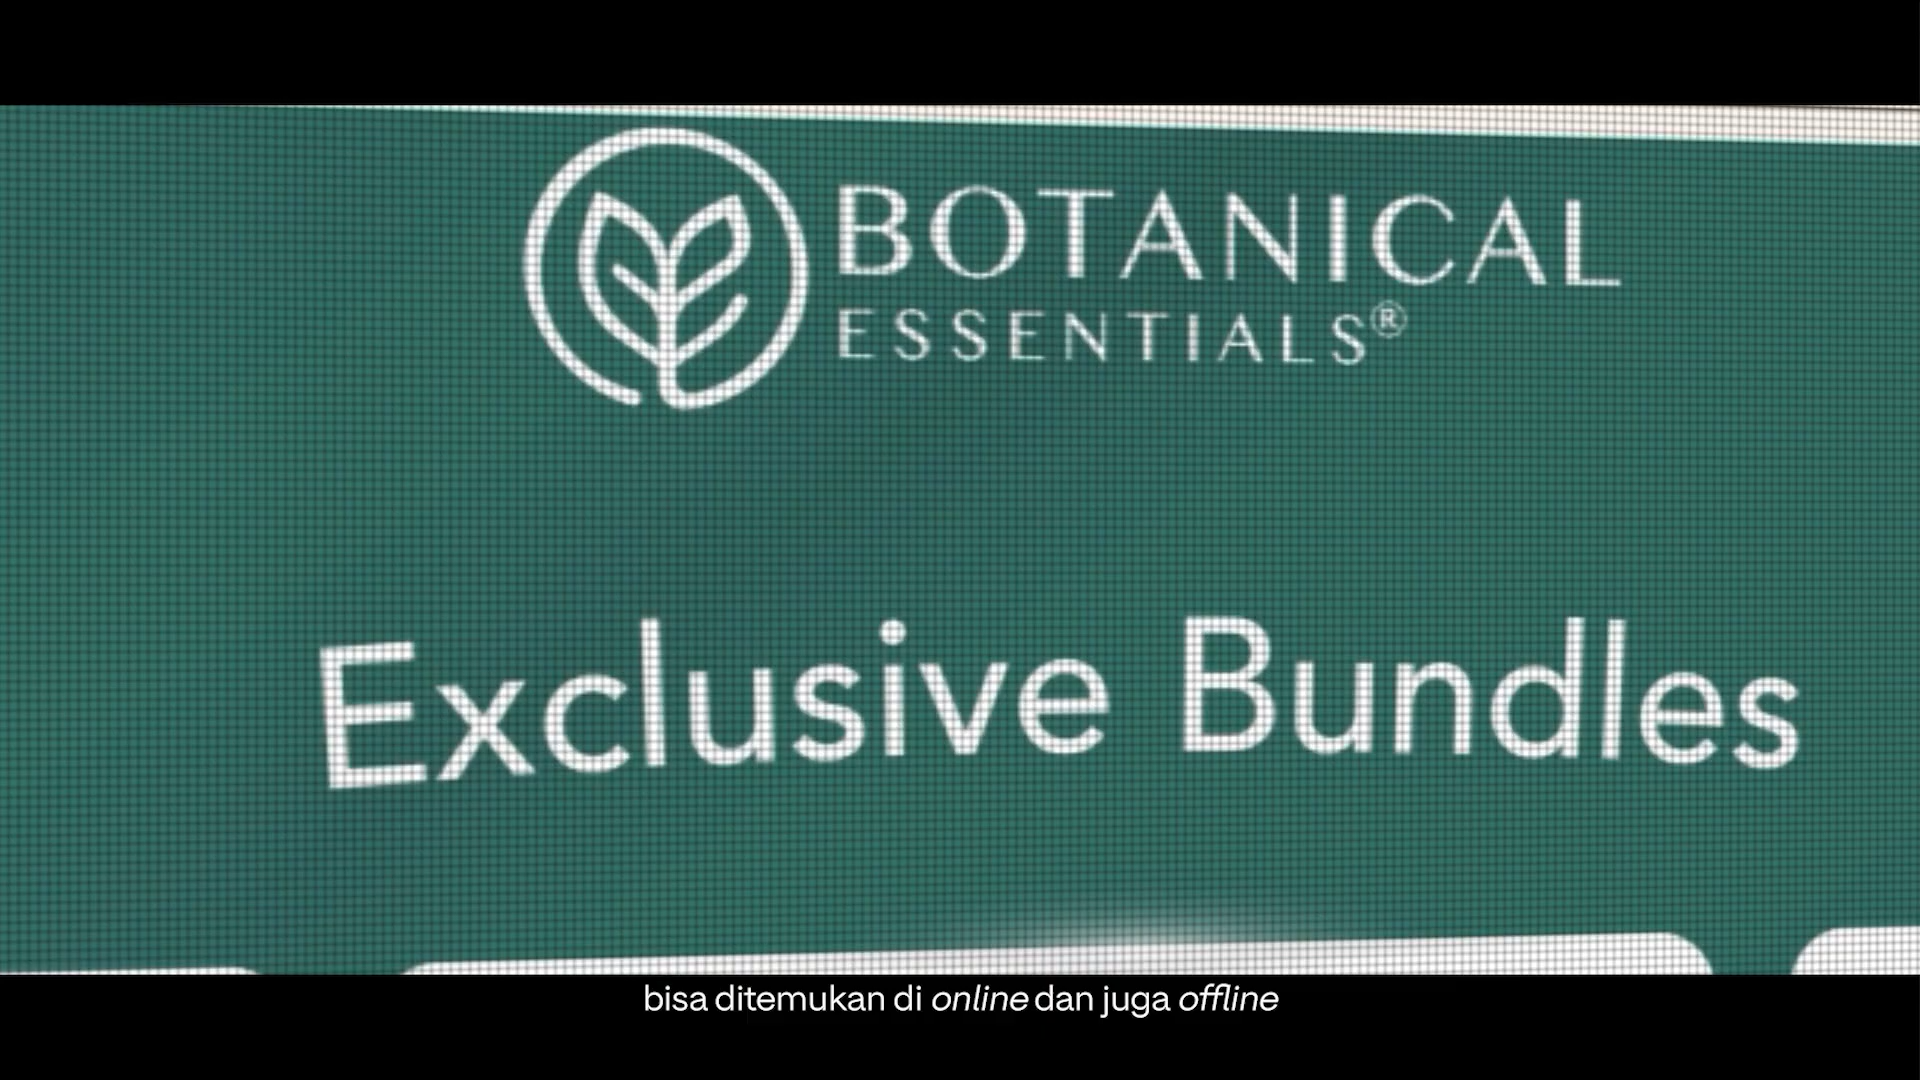 BOTANICAL
ESSENTIALS®
Exclusive Bundles
bisa ditemukan di online dan juga offline